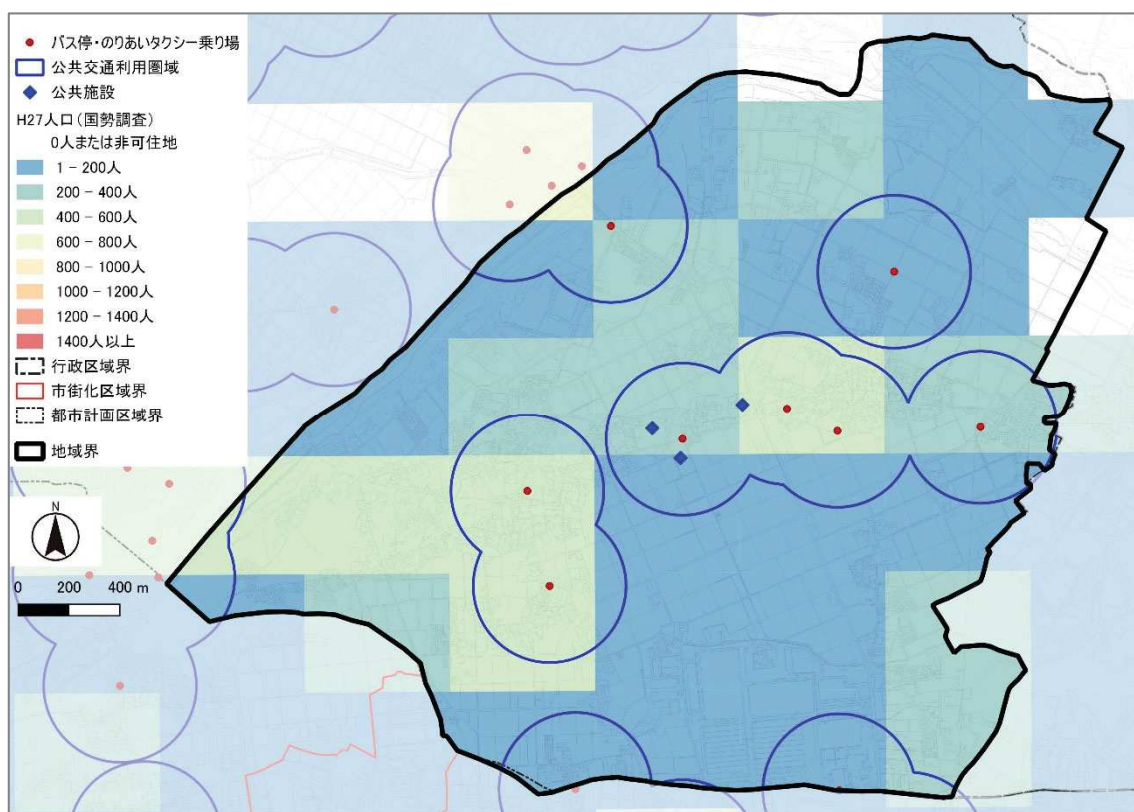 バス停・のりあいタクシー乗り場
公共交通利用圏域
公共施設
H27人口(国勢調査)
0人または非可住地
1 − 200人
200 − 400人
400 − 600人
600 − 800人
800 − 1000人
1000 − 1200人
1200 − 1400人
1400人以上
行政区域界
市街化区域界
都市計画区域界
地域界
N
0 200 400 m